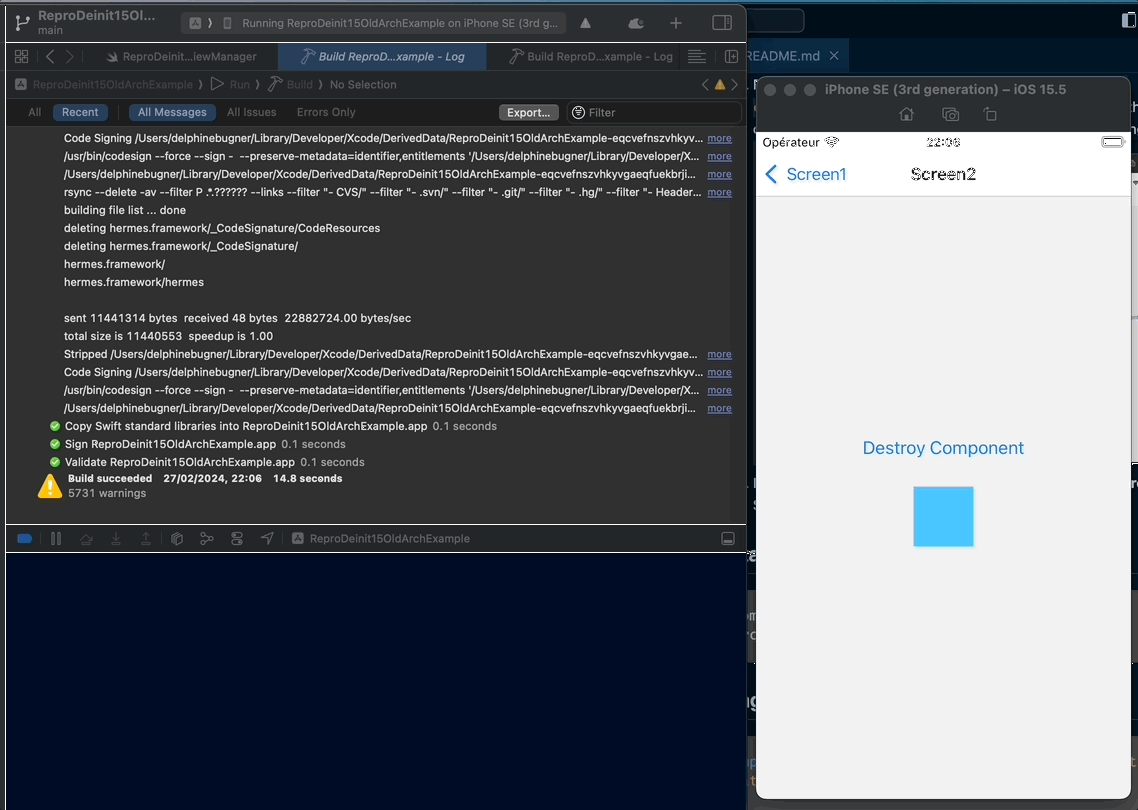 ReproDeinit15Ol...
main
Running ReproDeinit15OldArchExample on iPhone SE (3rd g...
ReproDeinit...iewManager
Build ReproD...xample - Log
Build ReproD...xample - Log
ReproDeinit15OldArchExample
Run
Build
No Selection
All
Recent
All Messages
All Issues
Errors Only
Export...
Filter
Code Signing /Users/delphinebugner/Library/Developer/Xcode/DerivedData/ReproDeinit15OldArchExample-eqcvefnszvhkyv... more
/usr/bin/codesign --force --sign -  --preserve-metadata=identifier,entitlements '/Users/delphinebugner/Library/Developer/X... more
/Users/delphinebugner/Library/Developer/Xcode/DerivedData/ReproDeinit15OldArchExample-eqcvefnszvhkyvgaeqfuekbrji... more
rsync --delete -av --filter P .*.?????? --links --filter "- CVS/" --filter "- .svn/" --filter "- .git/" --filter "- .hg/" --filter "- Header... more
building file list ... done
deleting hermes.framework/_CodeSignature/CodeResources
deleting hermes.framework/_CodeSignature/
hermes.framework/
hermes.framework/hermes
sent 11441314 bytes  received 48 bytes  22882724.00 bytes/sec
total size is 11440553  speedup is 1.00
Stripped /Users/delphinebugner/Library/Developer/Xcode/DerivedData/ReproDeinit15OldArchExample-eqcvefnszvhkyvgae... more
Code Signing /Users/delphinebugner/Library/Developer/Xcode/DerivedData/ReproDeinit15OldArchExample-eqcvefnszvhkyv... more
/usr/bin/codesign --force --sign -  --preserve-metadata=identifier,entitlements '/Users/delphinebugner/Library/Developer/X... more
/Users/delphinebugner/Library/Developer/Xcode/DerivedData/ReproDeinit15OldArchExample-eqcvefnszvhkyvgaeqfuekbrji... more
Copy Swift standard libraries into ReproDeinit15OldArchExample.app 0.1 seconds
Sign ReproDeinit15OldArchExample.app 0.1 seconds
Validate ReproDeinit15OldArchExample.app 0.1 seconds
Build succeeded 27/02/2024, 22:06 14.8 seconds
5731 warnings
ReproDeinit15OldArchExample
README.md
iPhone SE (3rd generation) – iOS 15.5
Opérateur
22:06
Screen1
Screen2
Destroy Component